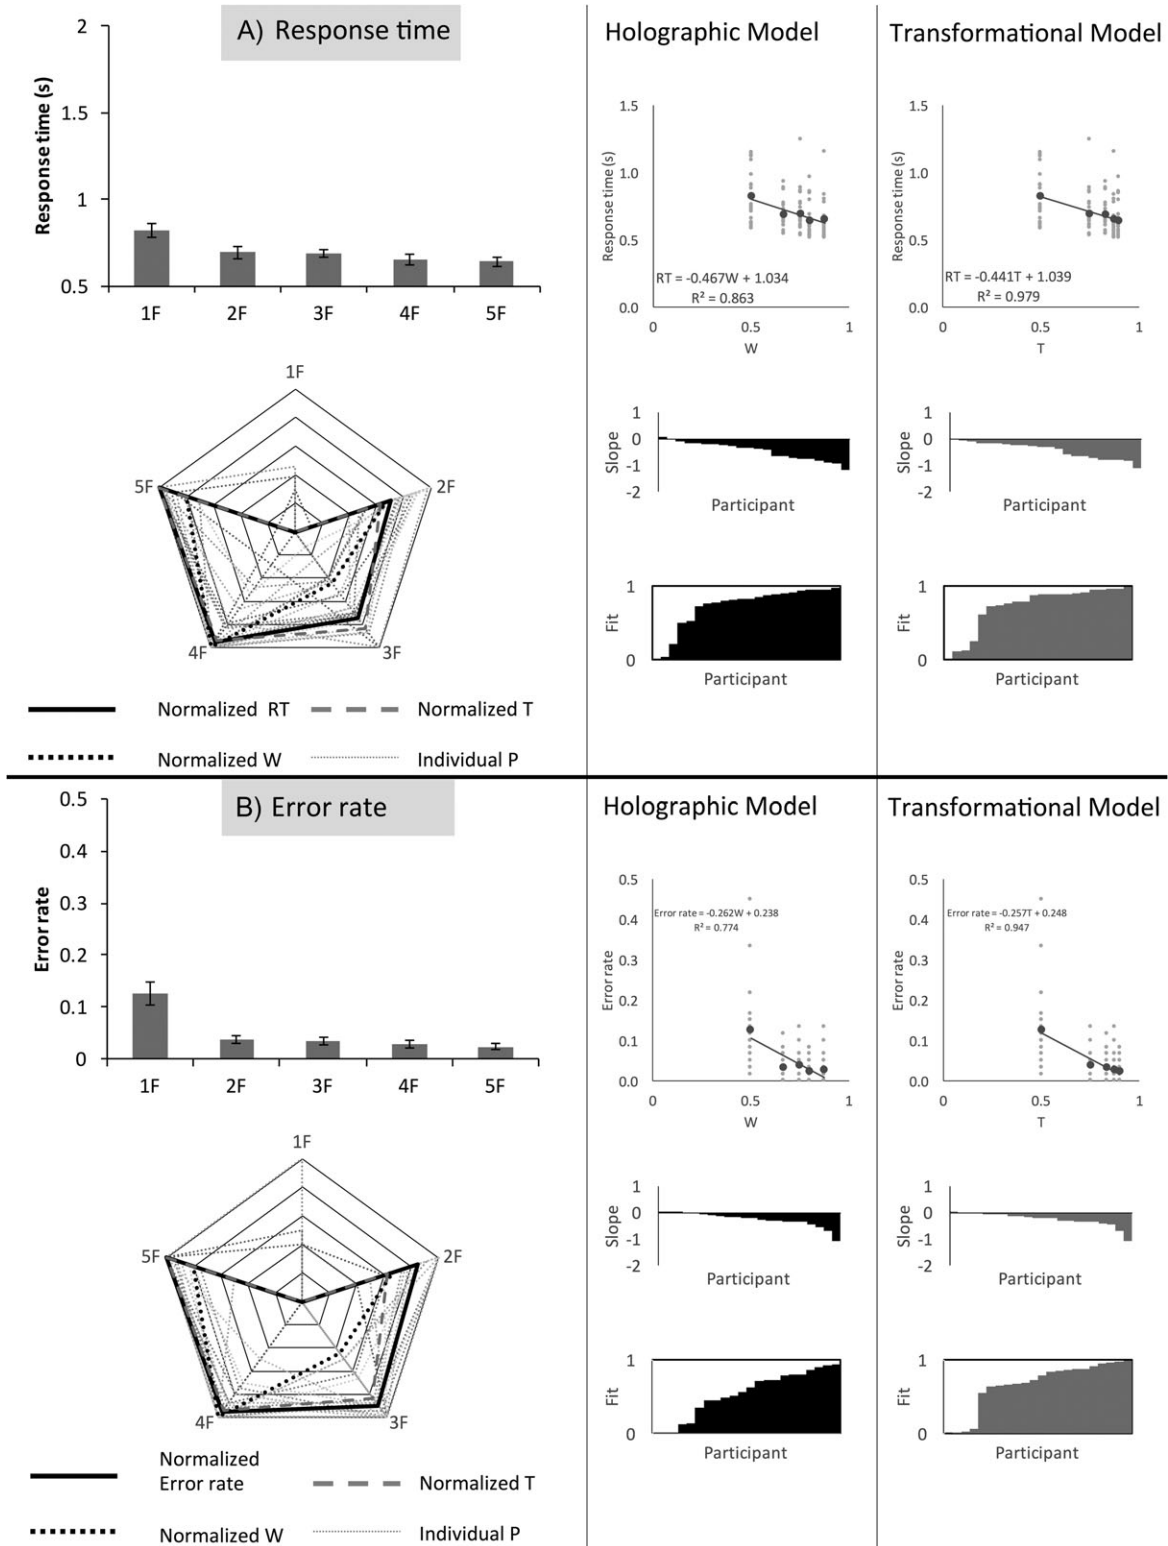 A) Response time
Response time (s)
2
1.5
1
0.5
1F
2F
3F
4F
5F
1F
2F
3F
4F
5F
Normalized RT
Normalized T
Normalized W
Individual P
Holographic Model
Response time (s)
1.5
1.0
0.5
0.0
RT = -0.467W + 1.034
R² = 0.863
0
0.5
1
W
Slope
1
0
-1
-2
Participant
Fit
1
0
Participant
Transformational Model
Response time (s)
1.5
1.0
0.5
0.0
RT = -0.441T + 1.039
R² = 0.979
0
0.5
1
T
Slope
1
0
-1
-2
Participant
Fit
1
0
Participant
B) Error rate
Error rate
0.5
0.4
0.3
0.2
0.1
0
1F
2F
3F
4F
5F
1F
2F
3F
4F
5F
Normalized
Error rate
Normalized T
Normalized W
Individual P
Holographic Model
Error rate
0.5
0.4
0.3
0.2
0.1
0.0
Error rate = -0.262W + 0.238
R² = 0.774
0
0.5
1
W
Slope
1
0
-1
-2
Participant
Fit
1
0
Participant
Transformational Model
Error rate
0.5
0.4
0.3
0.2
0.1
0.0
Error rate = -0.257T + 0.248
R² = 0.947
0
0.5
1
T
Slope
1
0
-1
-2
Participant
Fit
1
0
Participant